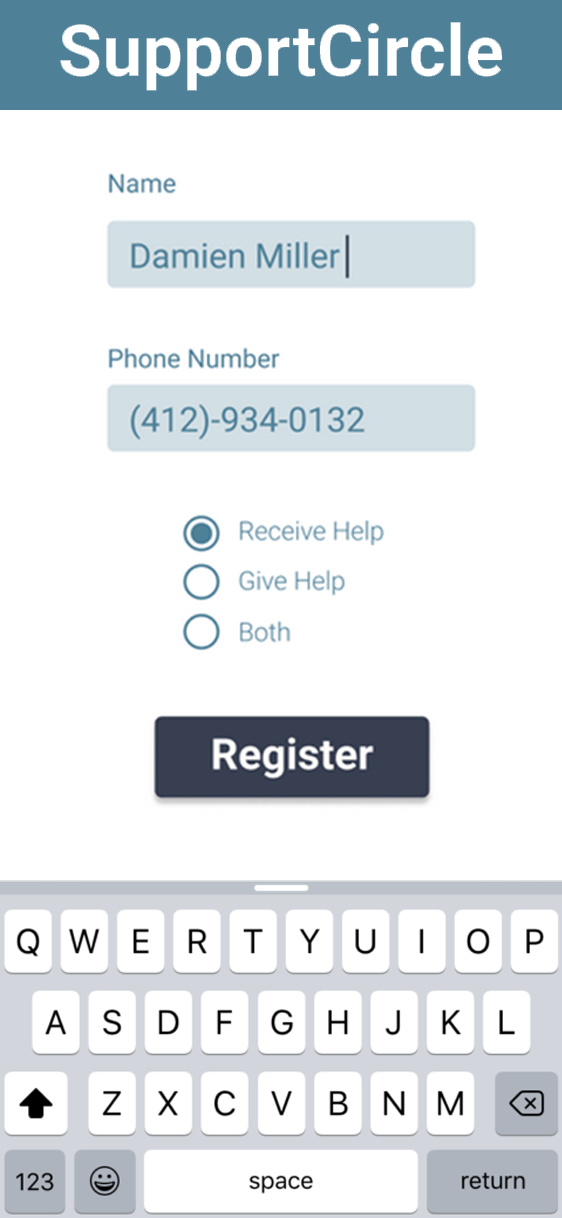 SupportCircle
Name
Damien Miller
Phone Number
(412)-934-0132
Receive Help
Give Help
Both
Register
Q W E R T Y U I O P
A S D F G H J K L
Z X C V B N M
123 space return